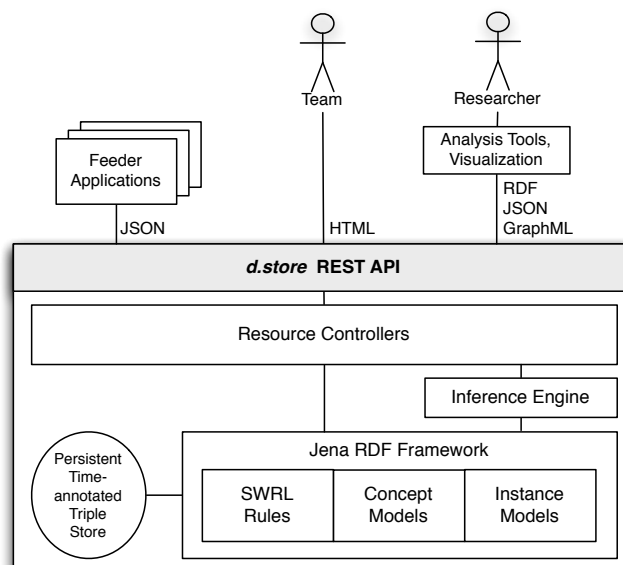 Team
Researcher
Feeder
Applications
Analysis Tools,
Visualization
JSON
HTML
RDF
JSON
GraphML
d.store REST API
Resource Controllers
Inference Engine
Jena RDF Framework
Persistent
Time-
annotated
Triple
Store
SWRL
Rules
Concept
Models
Instance
Models